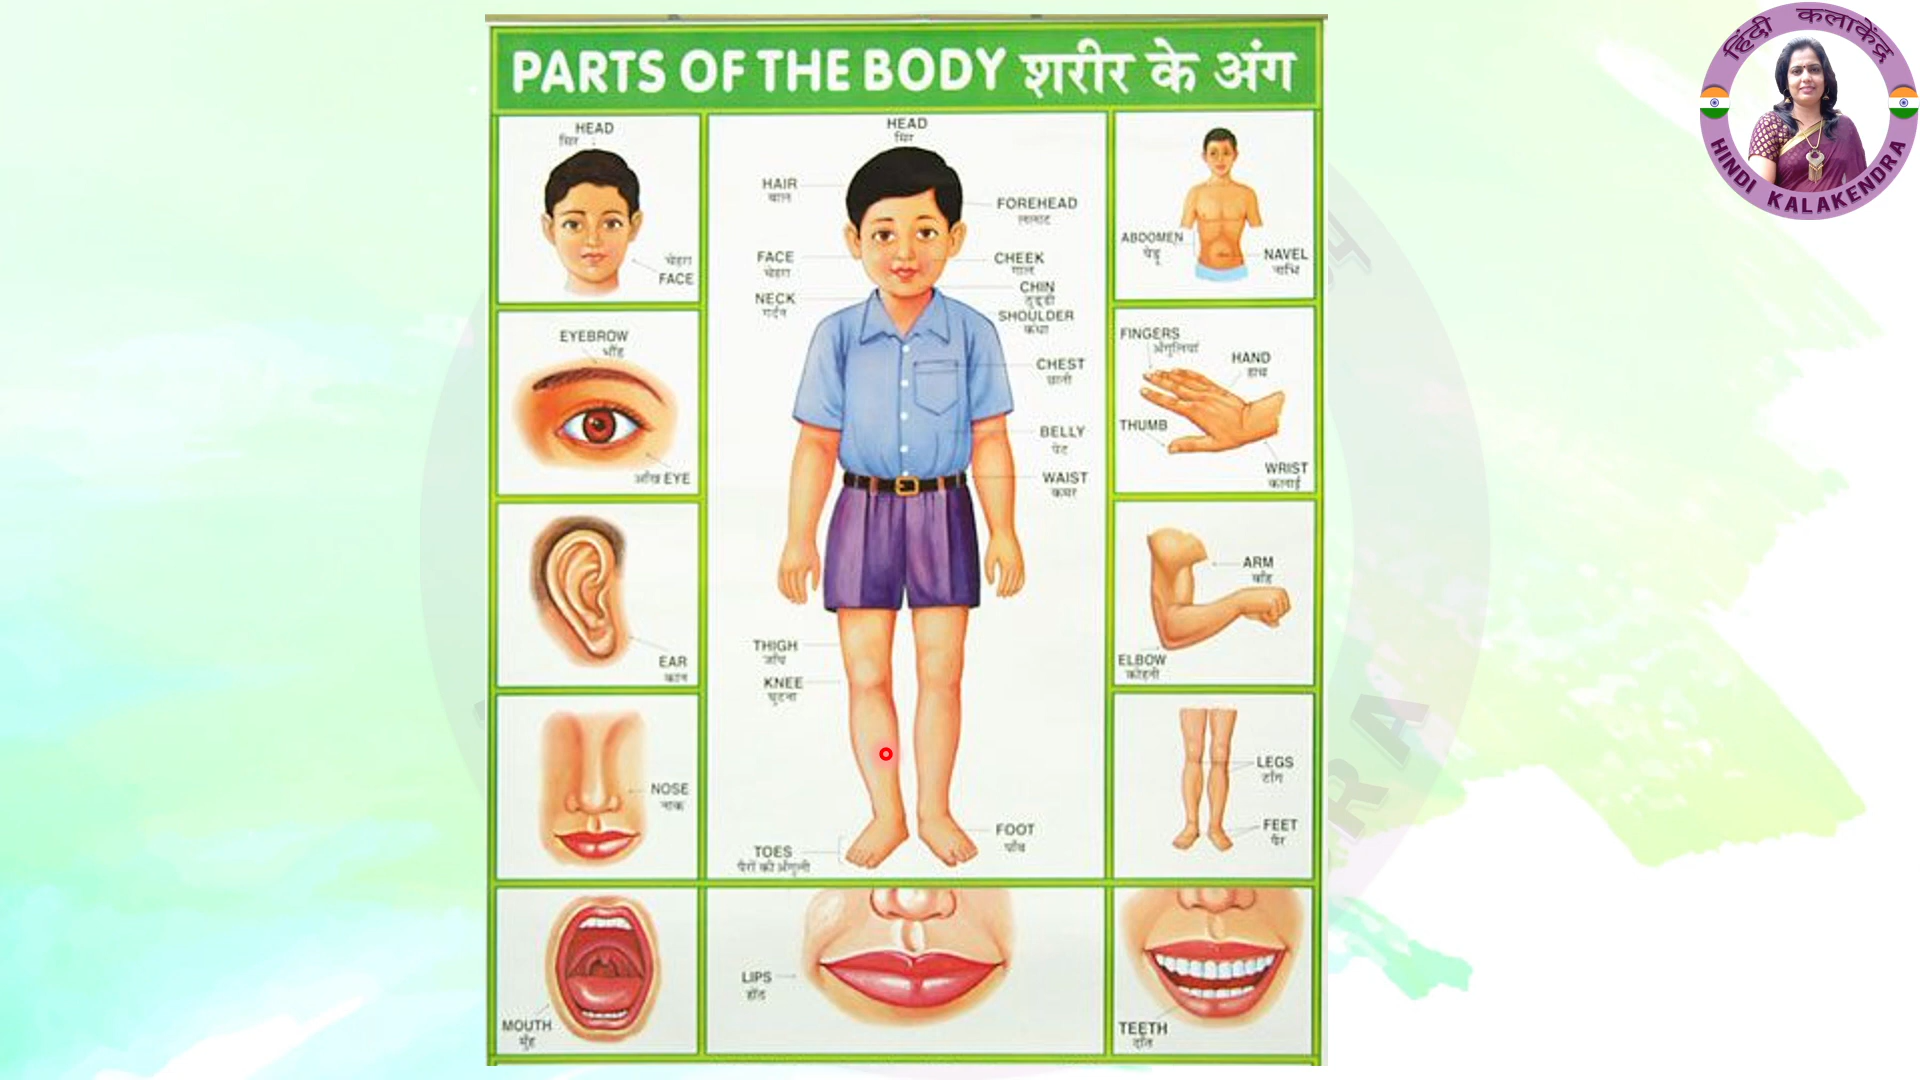 PARTS OF THE BODY शरीर के अंग
HEAD
सिर
चेहरा
FACE
EYEBROW
भौंह
आँख EYE
EAR
कान
NOSE
नाक
MOUTH
मुँह
HEAD
सिर
HAIR
बाल
FOREHEAD
ललाट
FACE
चेहरा
CHEEK
गाल
NECK
गर्दन
CHIN
ठुड्डी
SHOULDER
कंधा
CHEST
छाती
BELLY
पेट
WAIST
कमर
THIGH
जाँघ
KNEE
घुटना
FOOT
पाँव
TOES
पैरों की अँगुली
LIPS
होंठ
ABDOMEN
पेडू
NAVEL
नाभि
FINGERS
अँगुलियां
HAND
हाथ
THUMB
WRIST
कलाई
ARM
बाँह
ELBOW
कोहनी
LEGS
टाँग
FEET
पैर
TEETH
दाँत
हिंदी कलाकेंद्र
HINDI KALAKENDRA